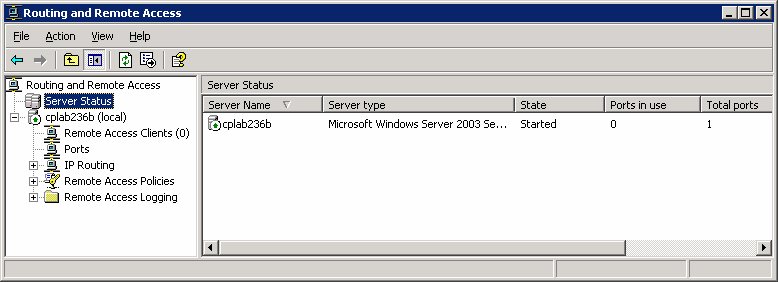 Routing and Remote Access
File Action View Help
Routing and Remote Access
Server Status
cplab236b (local)
Remote Access Clients (0)
Ports
IP Routing
Remote Access Policies
Remote Access Logging
Server Status
Server Name Server type State Ports in use Total ports
cplab236b Microsoft Windows Server 2003 Se... Started 0 1